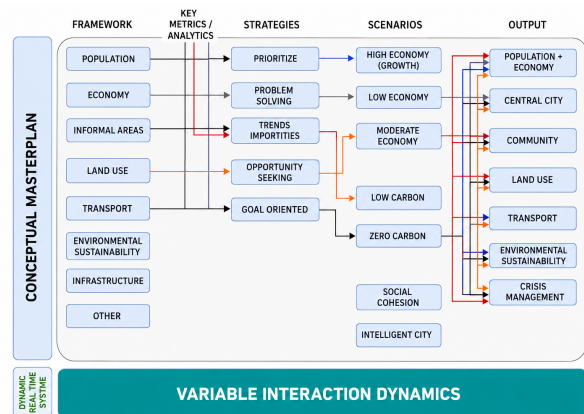 FRAMEWORK
KEY
METRICS /
ANALYTICS
STRATEGIES
SCENARIOS
OUTPUT
CONCEPTUAL MASTERPLAN
POPULATION
ECONOMY
INFORMAL AREAS
LAND USE
TRANSPORT
ENVIRONMENTAL
SUSTAINABILITY
INFRASTRUCTURE
OTHER
PRIORITIZE
PROBLEM
SOLVING
TRENDS
IMPORTITIES
OPPORTUNITY
SEEKING
GOAL ORIENTED
HIGH ECONOMY
(GROWTH)
LOW ECONOMY
MODERATE
ECONOMY
LOW CARBON
ZERO CARBON
SOCIAL
COHESION
INTELLIGENT CITY
POPULATION +
ECONOMY
CENTRAL CITY
COMMUNITY
LAND USE
TRANSPORT
ENVIRONMENTAL
SUSTAINABILITY
CRISIS
MANAGEMENT
DYNAMIC
REAL TIME
SYSTME
VARIABLE INTERACTION DYNAMICS